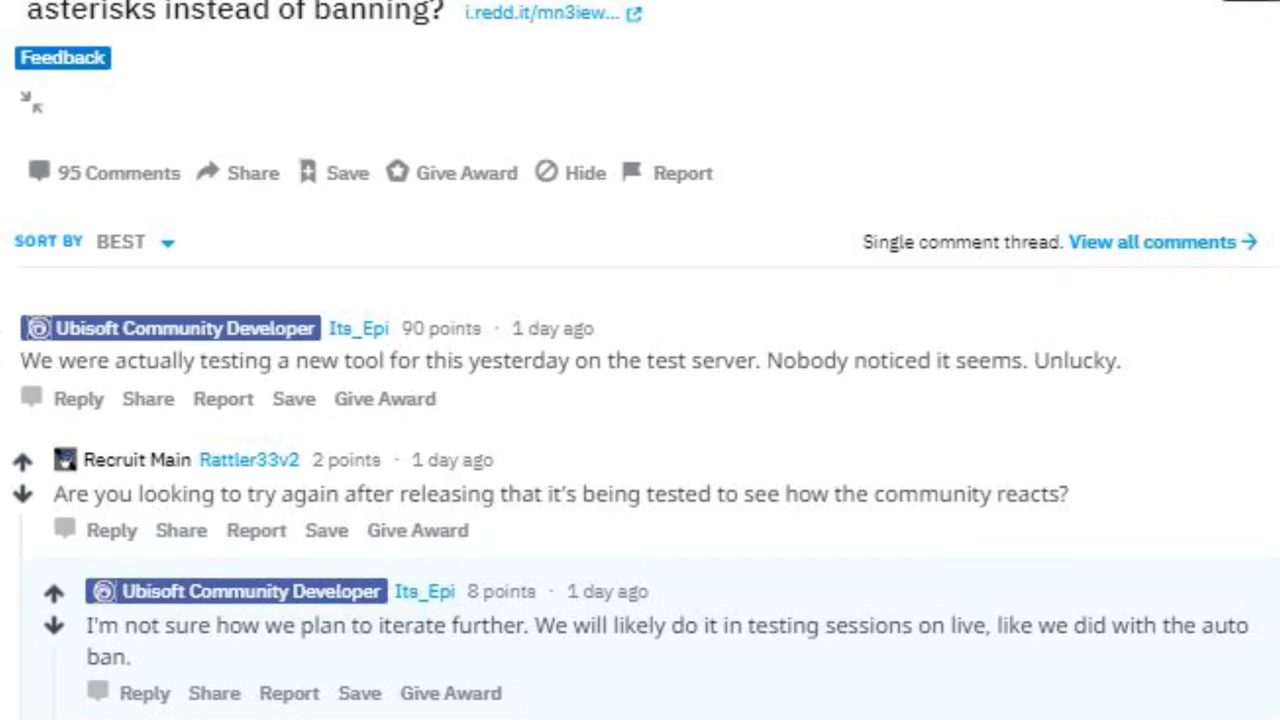 asterisks instead of banning? i.redd.it/mn3iew...
Feedback
95 Comments Share Save Give Award Hide Report
SORT BY BEST Single comment thread. View all comments →
Ubisoft Community Developer Its_Epi 90 points · 1 day ago
We were actually testing a new tool for this yesterday on the test server. Nobody noticed it seems. Unlucky.
Reply Share Report Save Give Award
Recruit Main Rattler33v2 2 points · 1 day ago
Are you looking to try again after releasing that it's being tested to see how the community reacts?
Reply Share Report Save Give Award
Ubisoft Community Developer Its_Epi 8 points · 1 day ago
I'm not sure how we plan to iterate further. We will likely do it in testing sessions on live, like we did with the auto
ban.
Reply Share Report Save Give Award